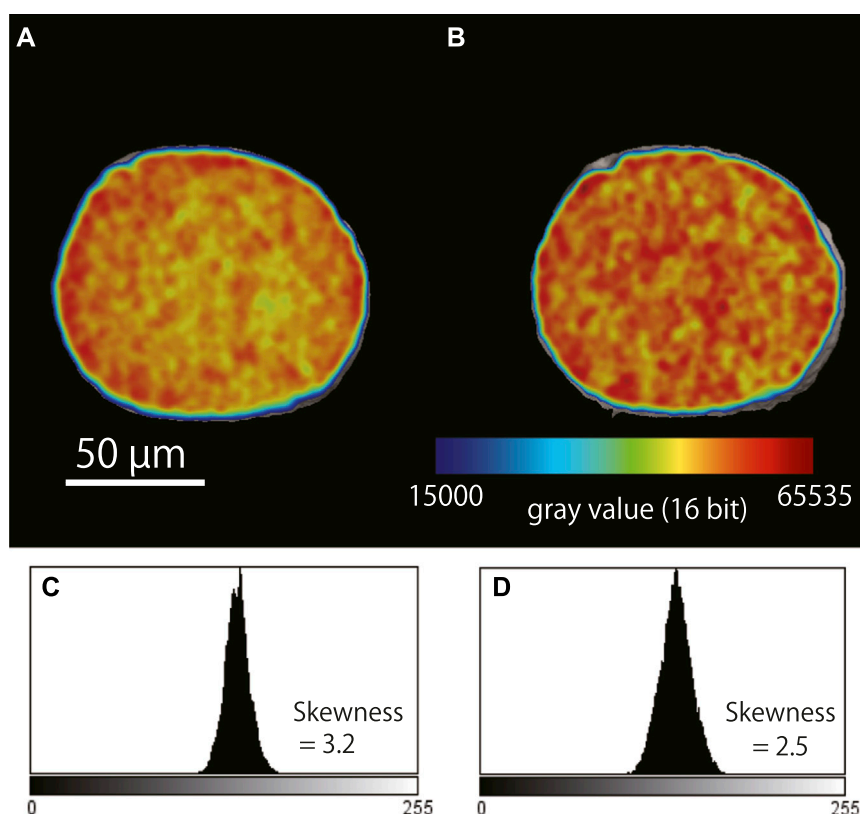 A
B
50 µm
15000
65535
gray value (16 bit)
C
Skewness
= 3.2
0
255
D
Skewness
= 2.5
0
255